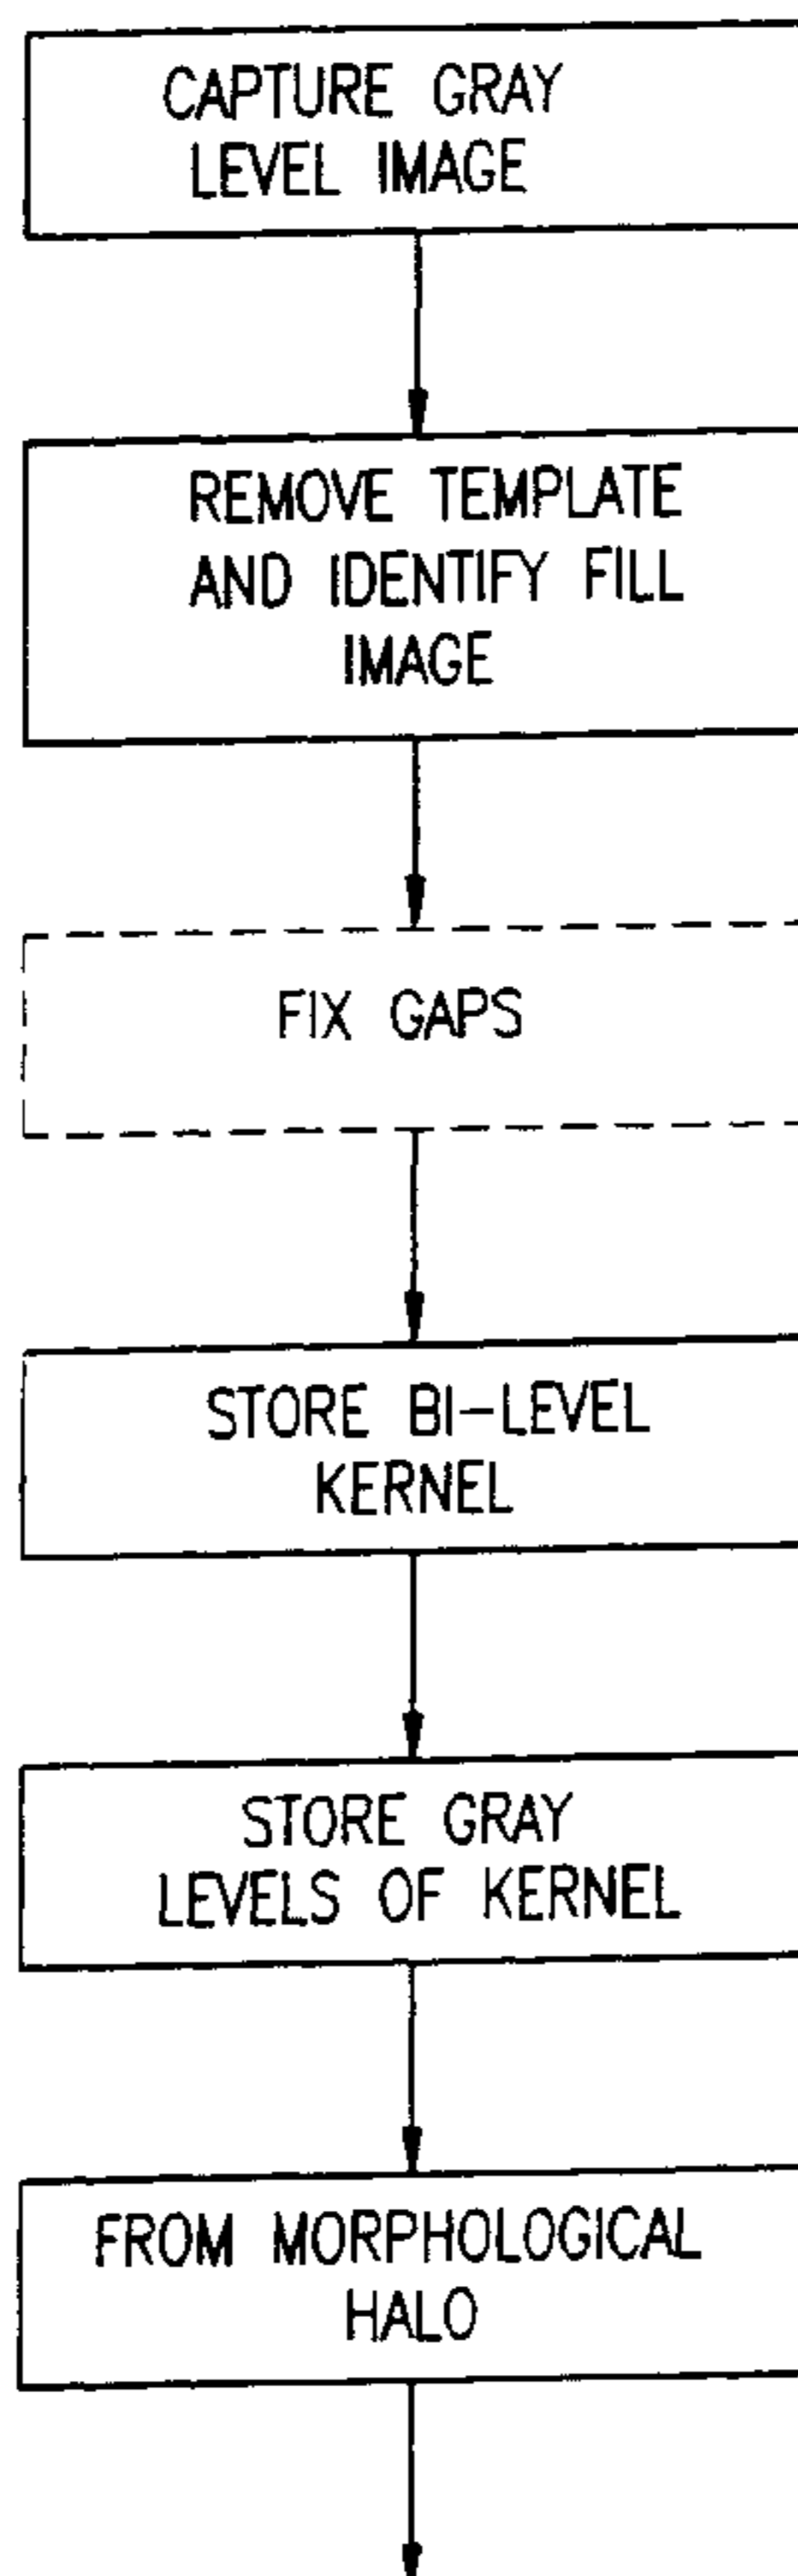 CAPTURE GRAY
LEVEL IMAGE
REMOVE TEMPLATE
AND IDENTIFY FILL
IMAGE
FIX GAPS
STORE BI-LEVEL
KERNEL
STORE GRAY
LEVELS OF KERNEL
FROM MORPHOLOGICAL
HALO